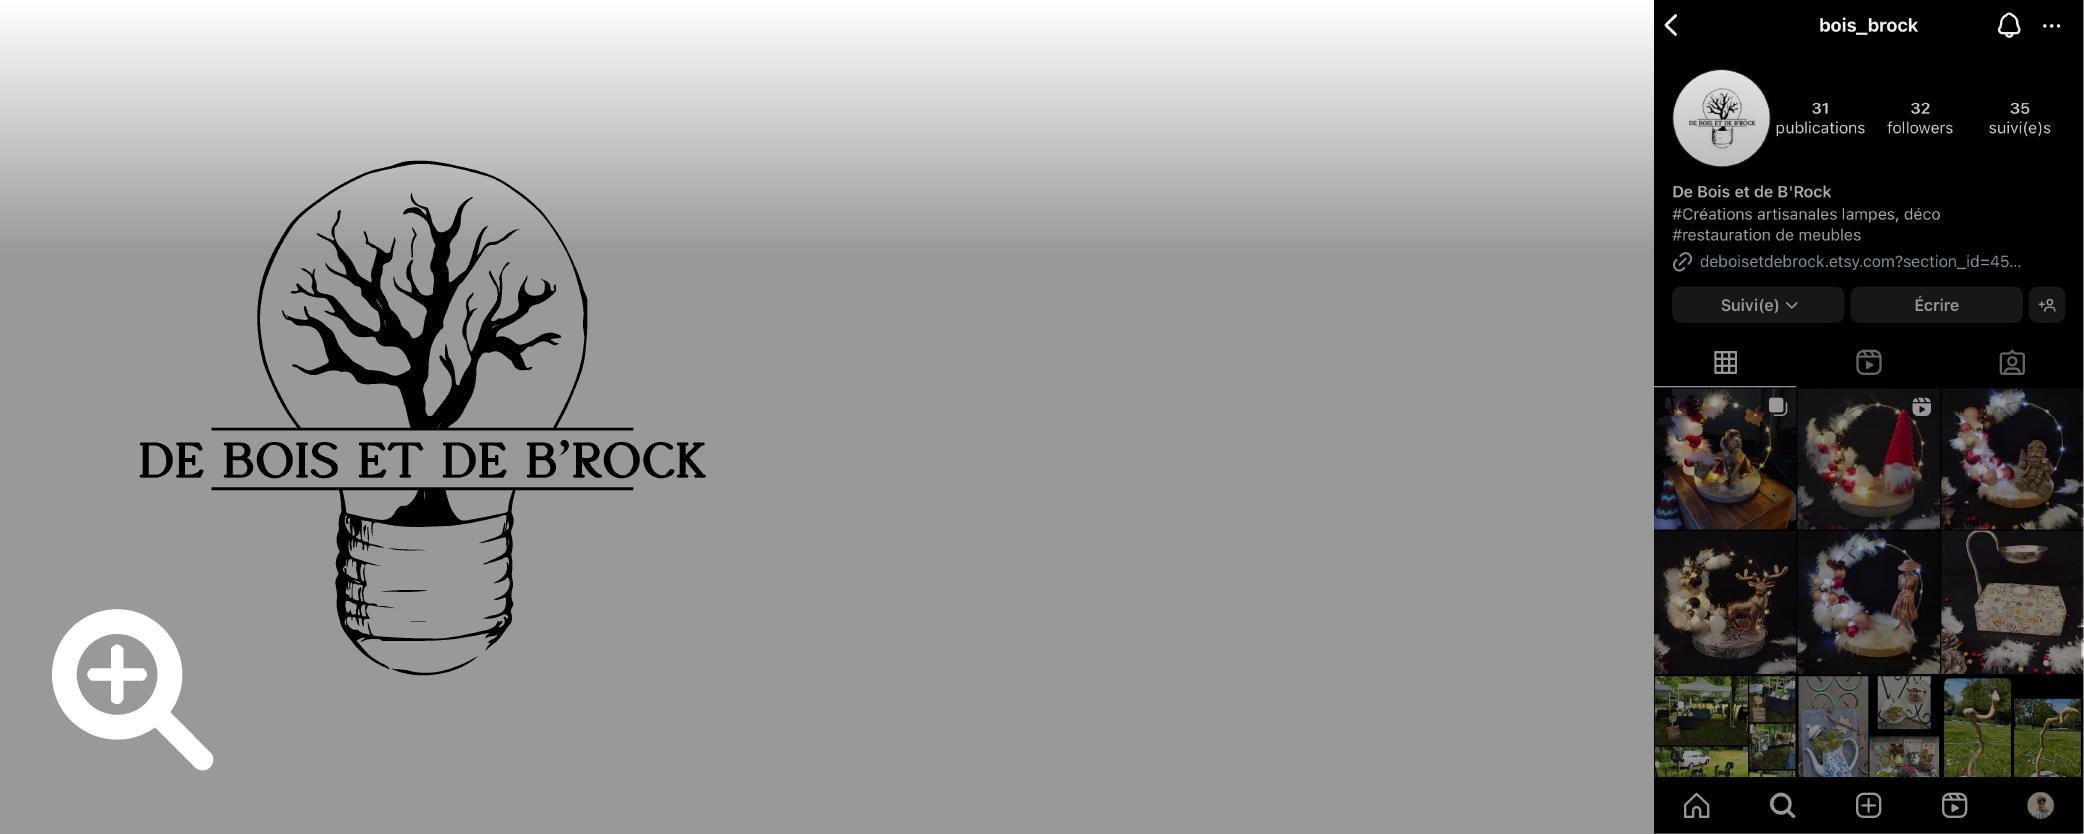 DE BOIS ET DE B’ROCK
bois_brock
DE BOIS ET DE B'ROCK
31
publications
32
followers
35
suivi(e)s
De Bois et de B'Rock
#Créations artisanales lampes, déco
#restauration de meubles
deboisetdebrock.etsy.com?section_id=45...
Suivi(e)
Écrire